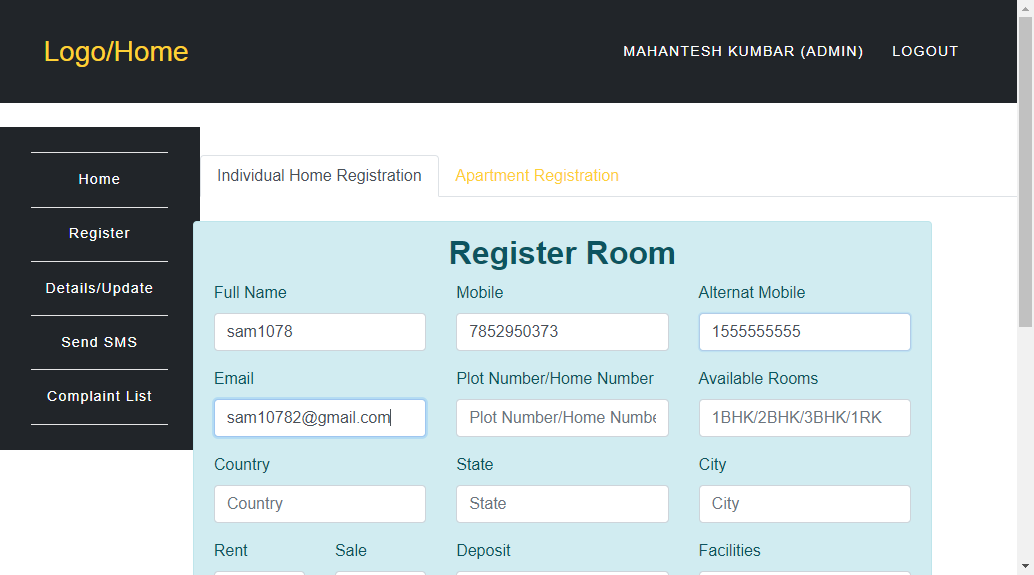 Logo/Home
MAHANTESH KUMBAR (ADMIN) LOGOUT
Home
Register
Details/Update
Send SMS
Complaint List
Individual Home Registration Apartment Registration
Register Room
Full Name Mobile Alternat Mobile
sam1078 7852950373 1555555555
Email Plot Number/Home Number Available Rooms
sam10782@gmail.com Plot Number/Home Numbe 1BHK/2BHK/3BHK/1RK
Country State City
Country State City
Rent Sale Deposit Facilities